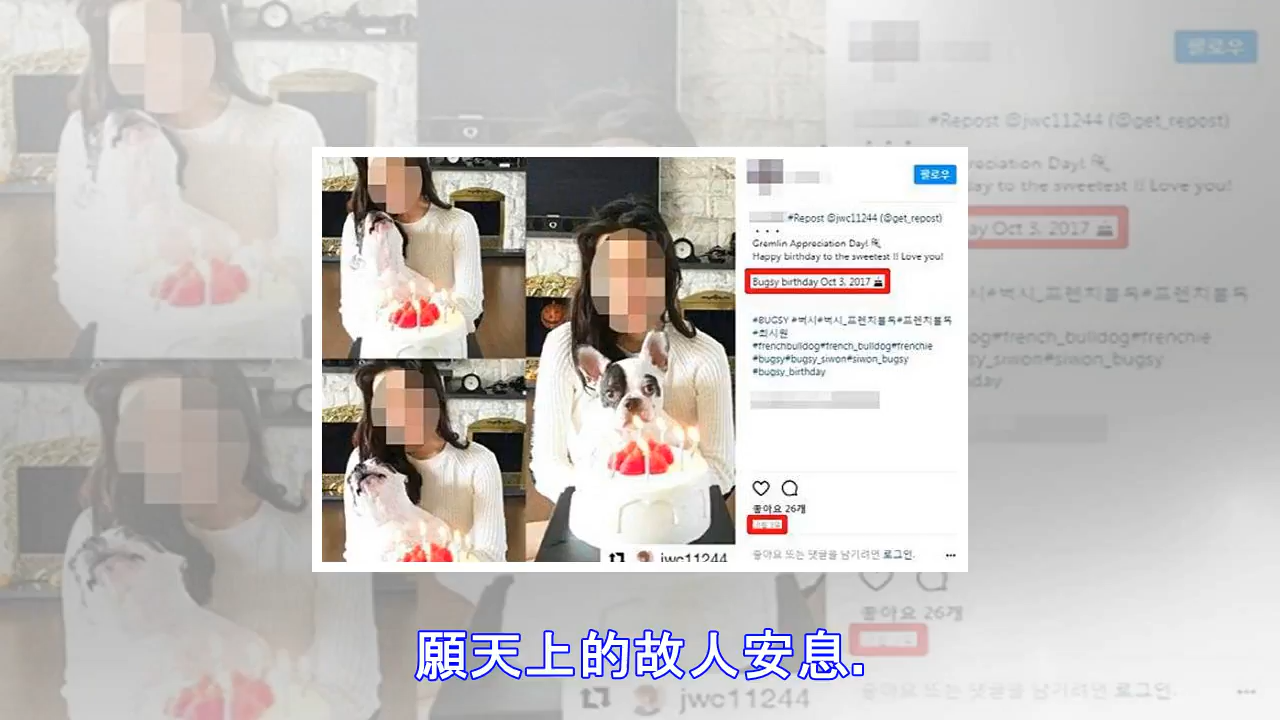 팔로우
#Repost @jwc11244 (@get_repost)
・・・
Gremlin Appreciation Day!
Happy birthday to the sweetest !! Love you!
Bugsy birthday Oct 3, 2017
#BUGSY #벅시#벅시_프렌치불독#프렌치불독
#최시원
#frenchbulldog#french_bulldog#frenchie
#bugsy#bugsy_siwon#siwon_bugsy
#bugsy_birthday
좋아요 26개
좋아요 또는 댓글을 남기려면 로그인.
jwc11244
願天上的故人安息.